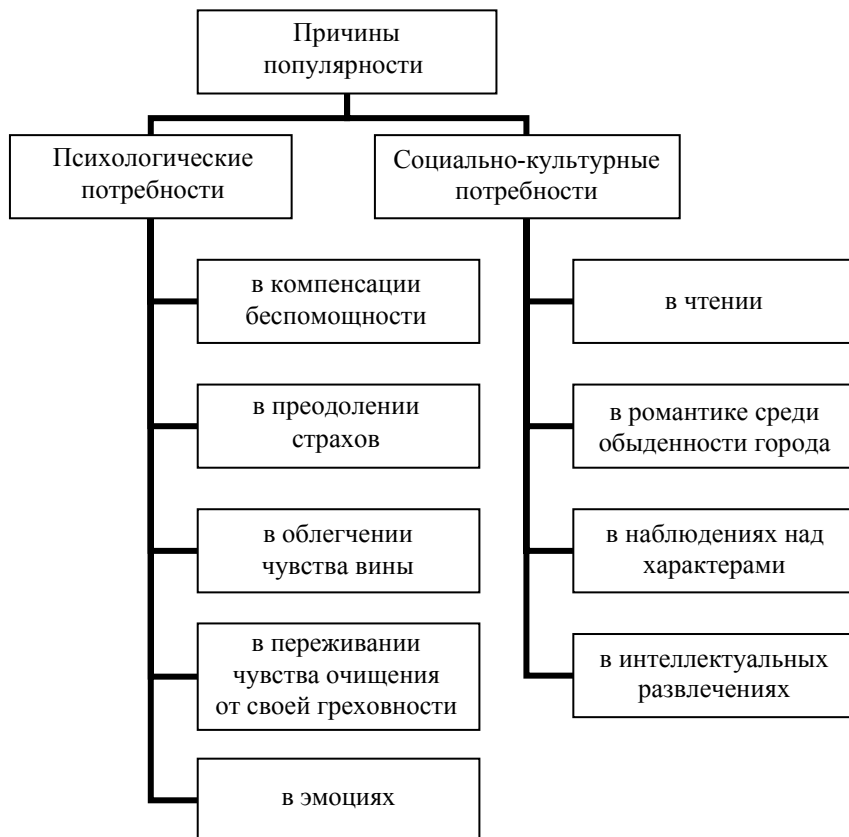 Причины
популярности
Психологические
потребности
Социально-культурные
потребности
в компенсации
беспомощности
в преодолении
страхов
в облегчении
чувства вины
в переживании
чувства очищения
от своей греховности
в эмоциях
в чтении
в романтике среди
обыденности города
в наблюдениях над
характерами
в интеллектуальных
развлечениях